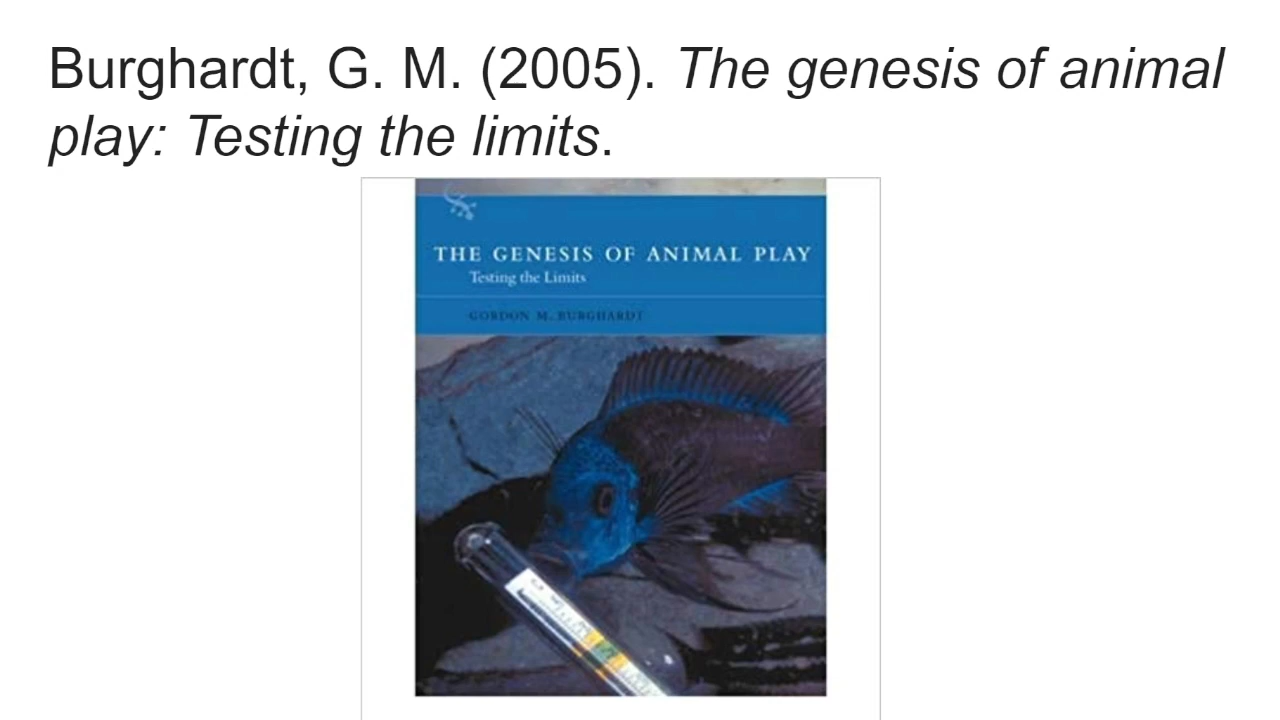 Burghardt, G. M. (2005). The genesis of animal
play: Testing the limits.
THE GENESIS OF ANIMAL PLAY
Testing the Limits
GORDON M. BURGHARDT